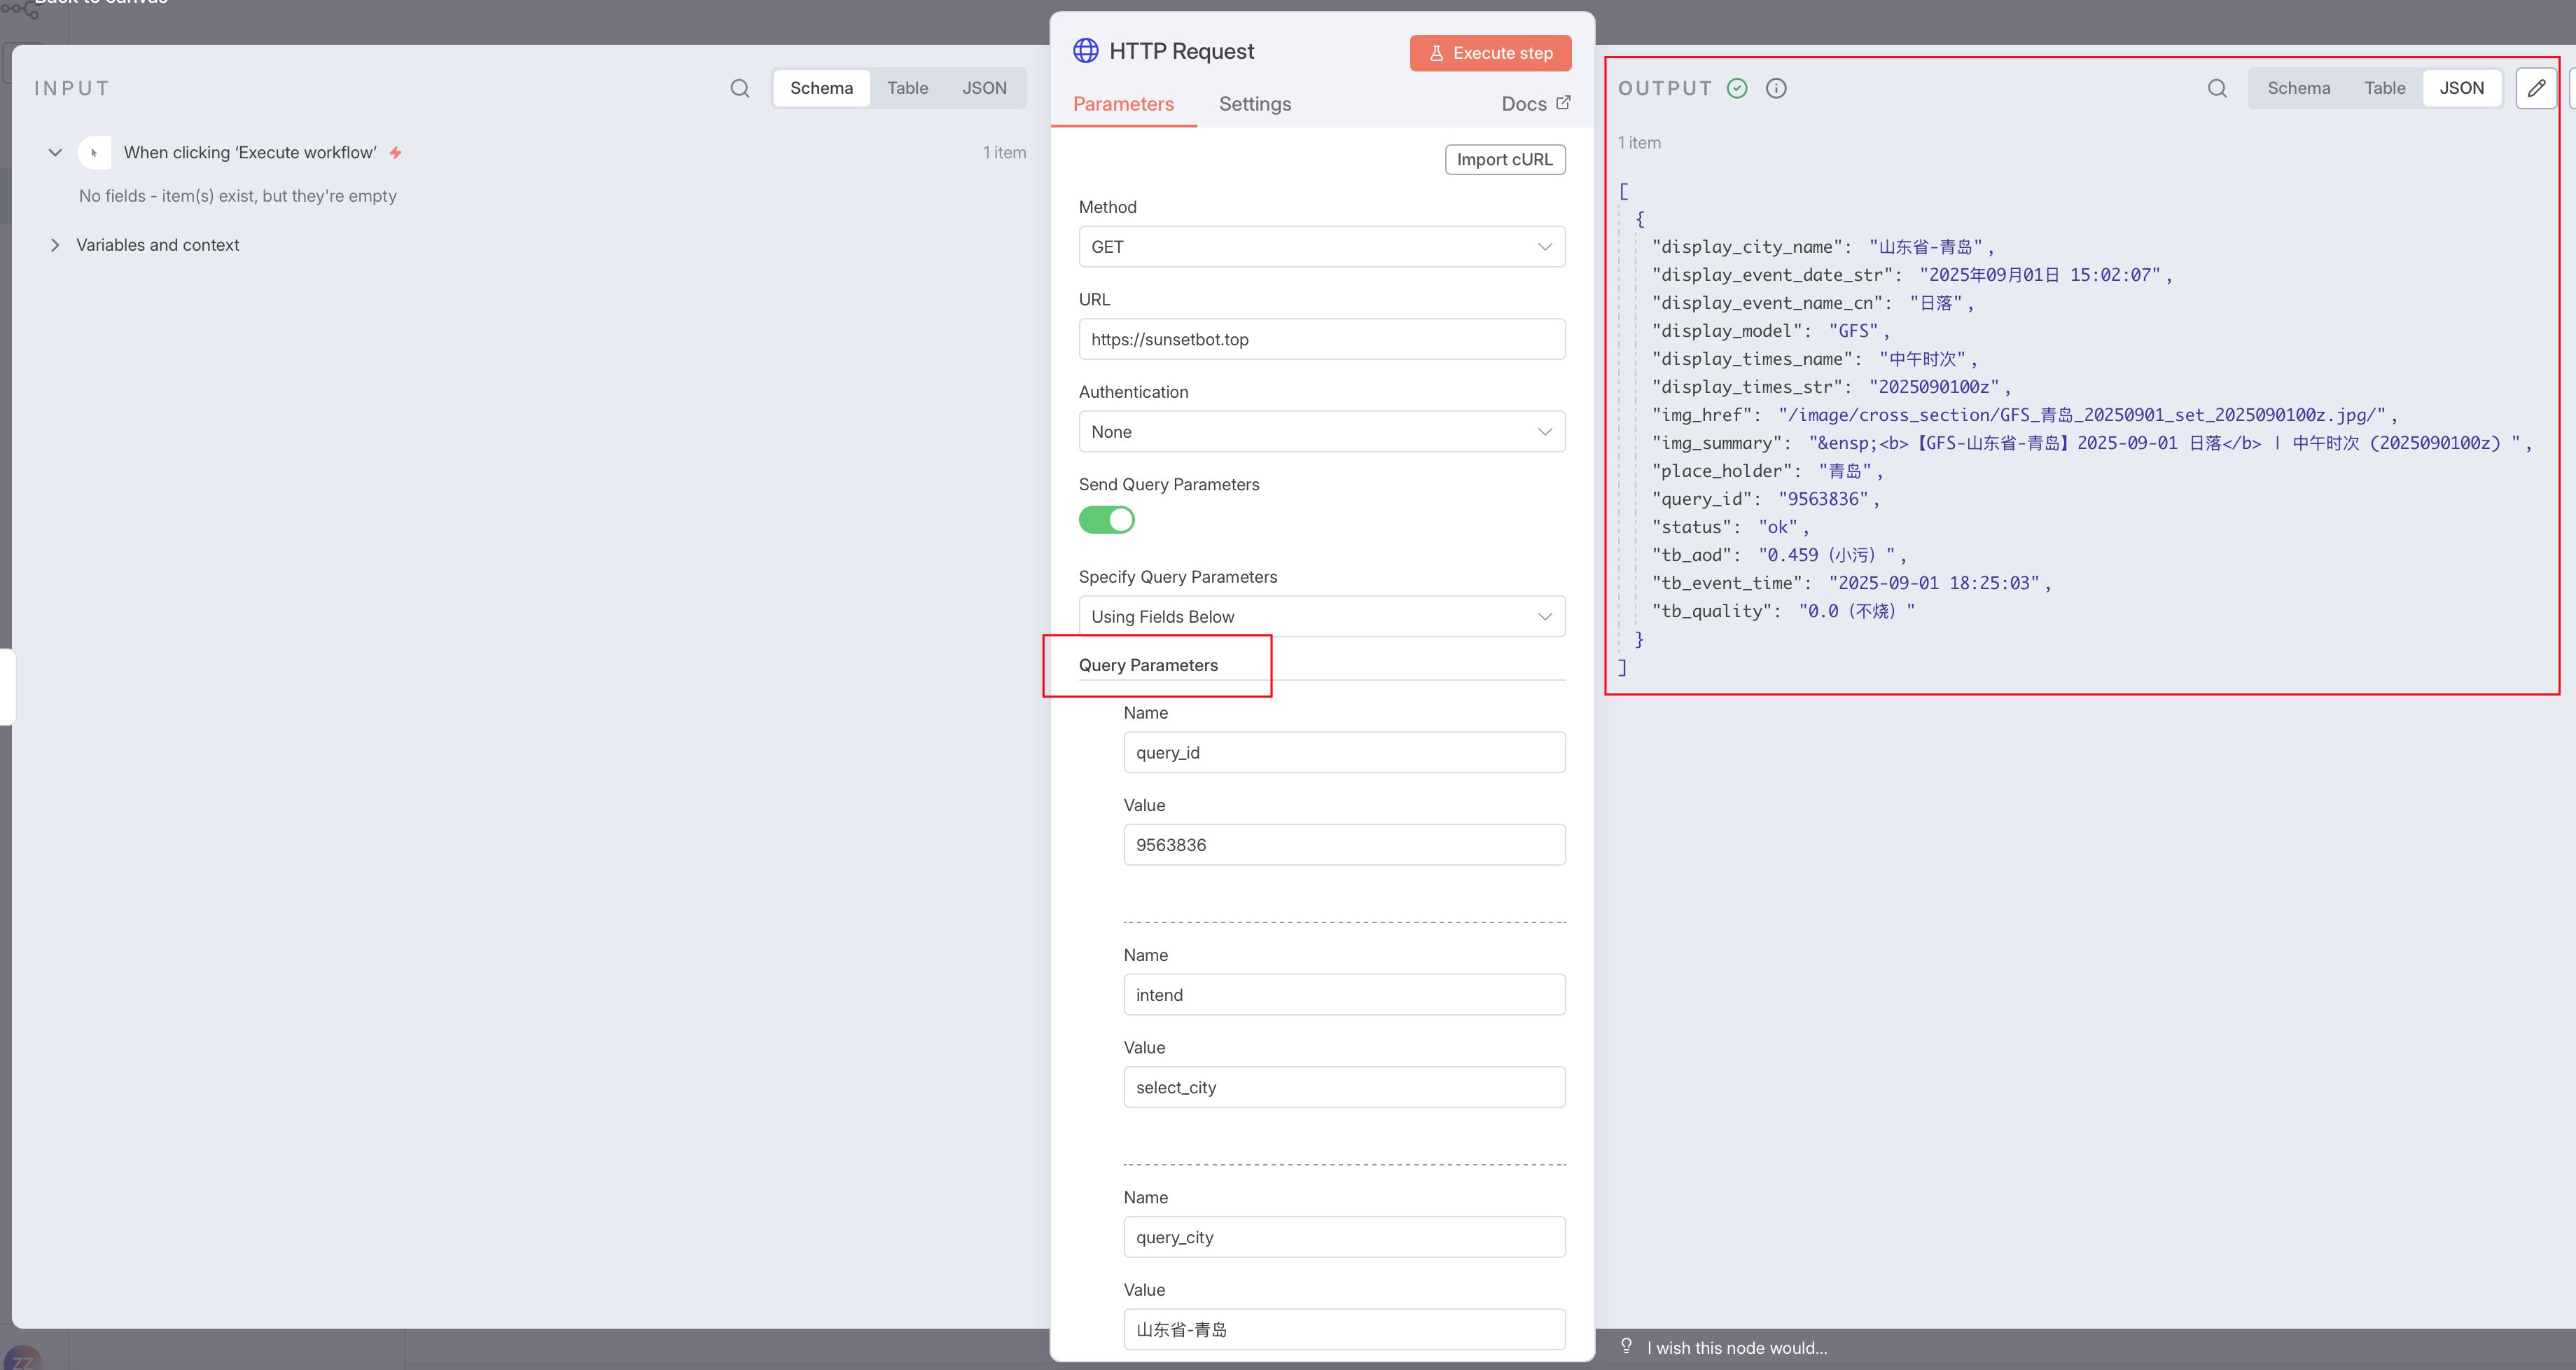 Back to canvas
INPUT
Schema
Table
JSON
When clicking ‘Execute workflow’
1 item
No fields - item(s) exist, but they're empty
Variables and context
HTTP Request
Execute step
Parameters
Settings
Docs
Import cURL
Method
GET
URL
https://sunsetbot.top
Authentication
None
Send Query Parameters
Specify Query Parameters
Using Fields Below
Query Parameters
Name
query_id
Value
9563836
Name
intend
Value
select_city
Name
query_city
Value
山东省-青岛
OUTPUT
Schema
Table
JSON
1 item
[
{
"display_city_name": "山东省-青岛",
"display_event_date_str": "2025年09月01日 15:02:07",
"display_event_name_cn": "日落",
"display_model": "GFS",
"display_times_name": "中午时次",
"display_times_str": "2025090100z",
"img_href": "/image/cross_section/GFS_青岛_20250901_set_2025090100z.jpg/",
"img_summary": "&ensp;<b>【GFS-山东省-青岛】2025-09-01 日落</b> | 中午时次 (2025090100z) ",
"place_holder": "青岛",
"query_id": "9563836",
"status": "ok",
"tb_aod": "0.459（小污）",
"tb_event_time": "2025-09-01 18:25:03",
"tb_quality": "0.0（不烧）"
}
]
I wish this node would...
ZZ